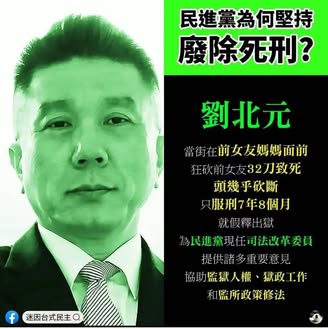 民進黨為何堅持
廢除死刑?
劉北元
當街在前女友媽媽面前
狂砍前女友32刀致死
頭幾乎砍斷
只服刑7年8個月
就假釋出獄
為民進黨現任司法改革委員
提供諸多重要意見
協助監獄人權、獄政工作
和監所政策修法
迷因台式民主